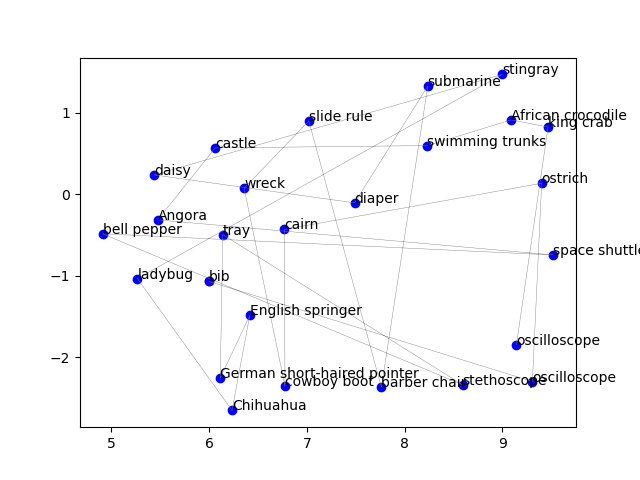 stingray
submarine
African crocodile
king crab
slide rule
castle
swimming trunks
daisy
wreck
ostrich
diaper
Angora
bell pepper
tray
cairn
space shuttle
ladybug
bib
English springer
oscilloscope
German short-haired pointer
cowboy boot
barber chair
stethoscope
oscilloscope
Chihuahua
1
0
−1
−2
5 6 7 8 9